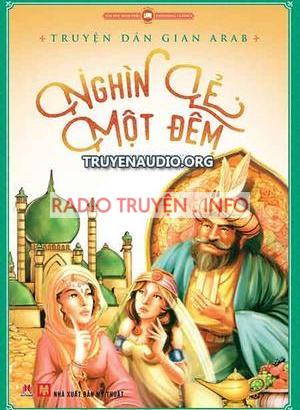 TRUYỆN DÂN GIAN ARAB
NGHÌN LẺ
MỘT ĐÊM
TRUYENAUDIO.ORG
RADIO TRUYỆN .INFO
NHÀ XUẤT BẢN MỸ THUẬT